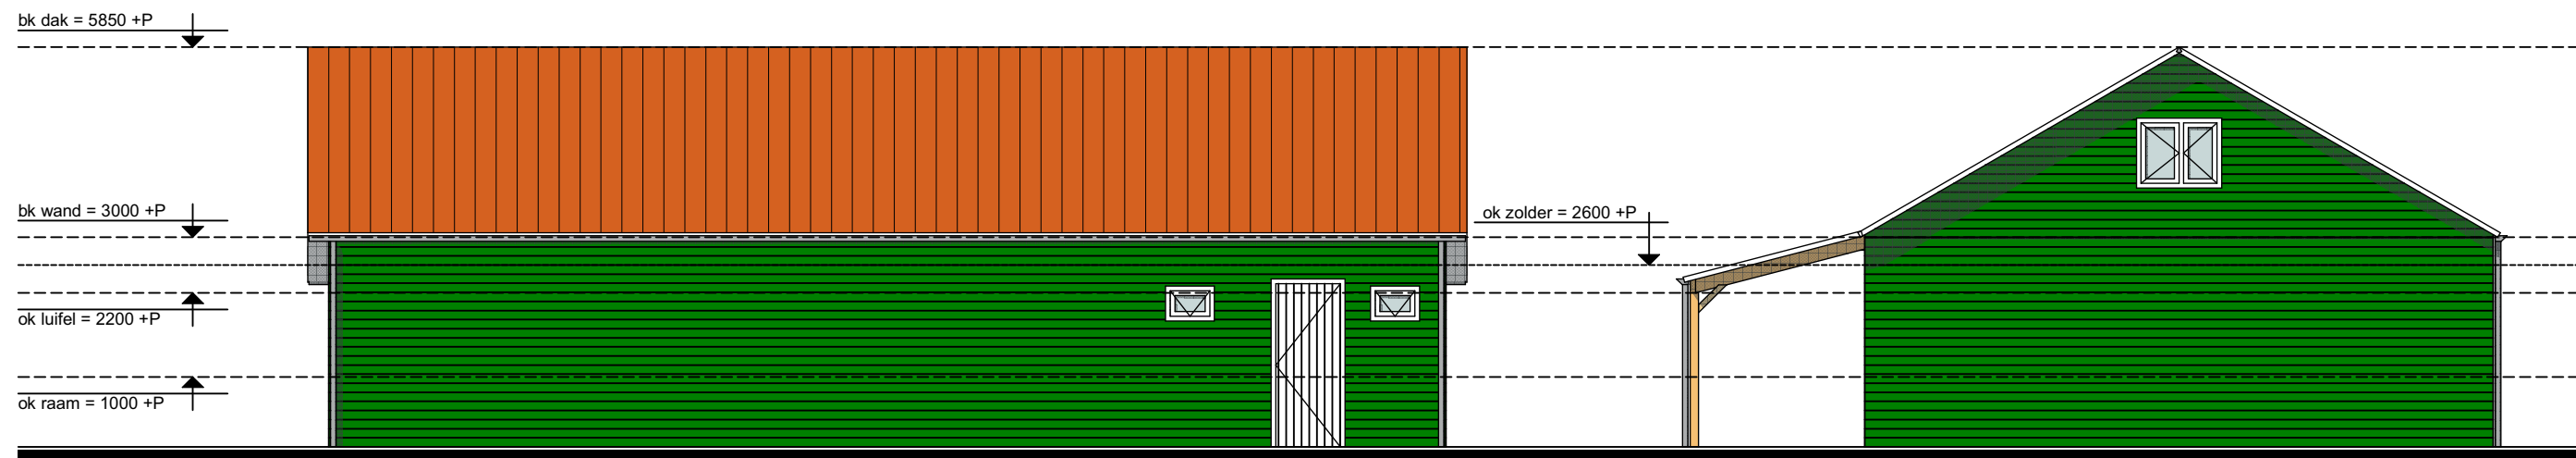 bk dak = 5850 +P
bk wand = 3000 +P
ok zolder = 2600 +P
ok luifel = 2200 +P
ok raam = 1000 +P